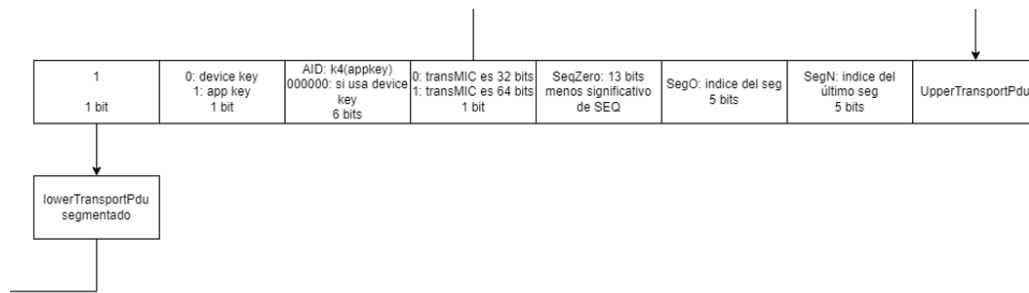 1
1 bit
0: device key
1: app key
1 bit
AID: k4(appkey)
000000: si usa device
key
6 bits
0: transMIC es 32 bits
1: transMIC es 64 bits
1 bit
SeqZero: 13 bits
menos significativo
de SEQ
SegO: indice del seg
5 bits
SegN: indice del
último seg
5 bits
UpperTransportPdu
lowerTransportPdu
segmentado